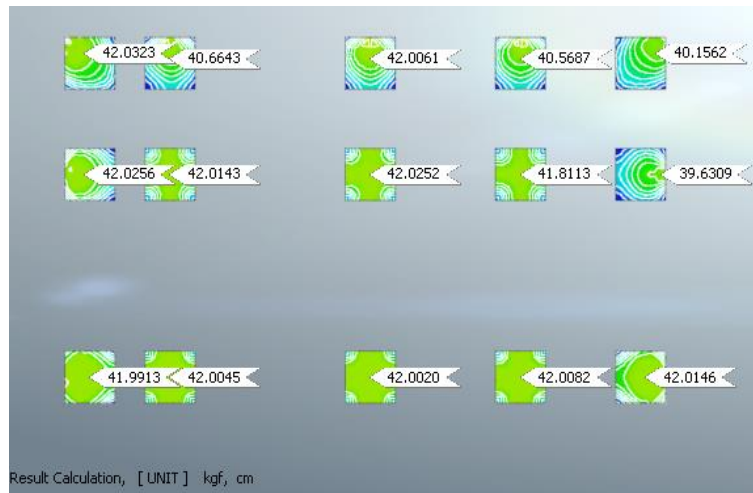 42.0323 40.6643 42.0061 40.5687 40.1562
42.0256 42.0143 42.0252 41.8113 39.6309
41.9913 42.0045 42.0020 42.0082 42.0146
Result Calculation, [ UNIT ] kgf, cm